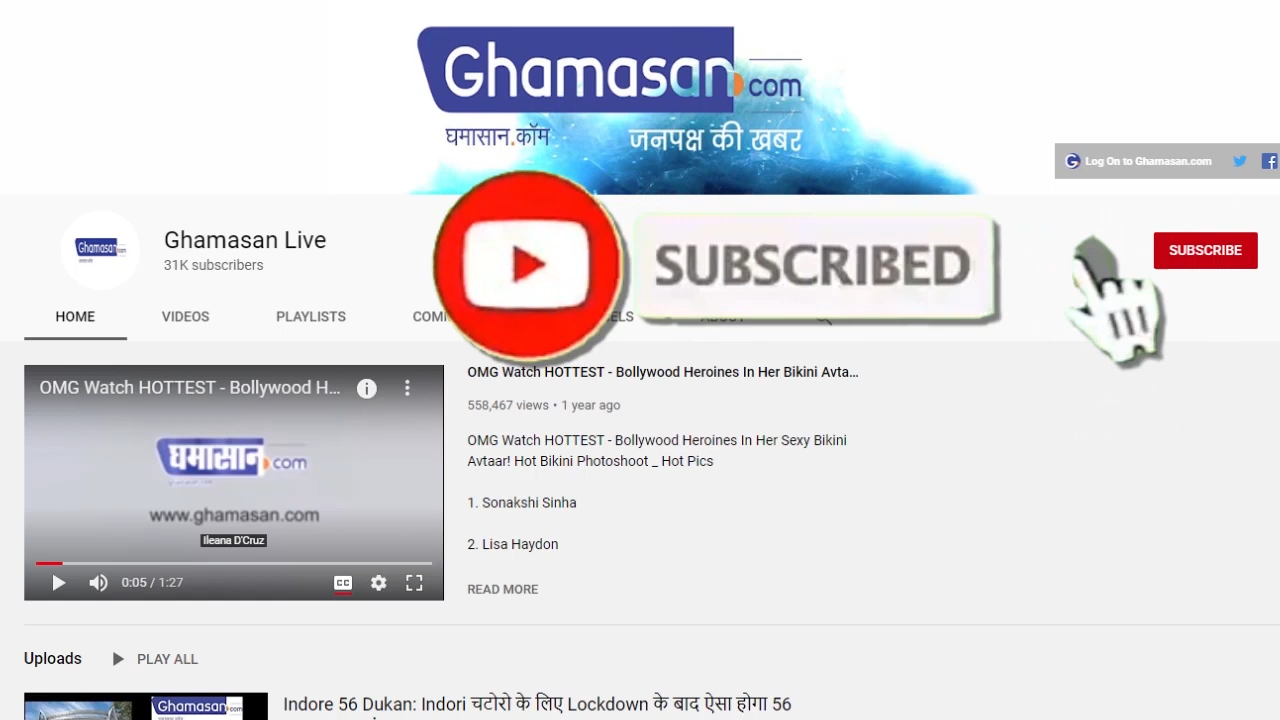 Ghamasan.com
घमासान.कॉम
जनपक्ष की खबर
Log On to Ghamasan.com
Ghamasan
Ghamasan Live
31K subscribers
SUBSCRIBED
SUBSCRIBE
HOME VIDEOS PLAYLISTS
OMG Watch HOTTEST - Bollywood H...
घमासान.com
www.ghamasan.com
Ileana D'Cruz
0:05 / 1:27
CC
OMG Watch HOTTEST - Bollywood Heroines In Her Bikini Avta...
558,467 views • 1 year ago
OMG Watch HOTTEST - Bollywood Heroines In Her Sexy Bikini
Avtaar! Hot Bikini Photoshoot _ Hot Pics
1. Sonakshi Sinha
2. Lisa Haydon
READ MORE
Uploads PLAY ALL
Ghamasan
Indore 56 Dukan: Indori चटोरो के लिए Lockdown के बाद ऐसा होगा 56